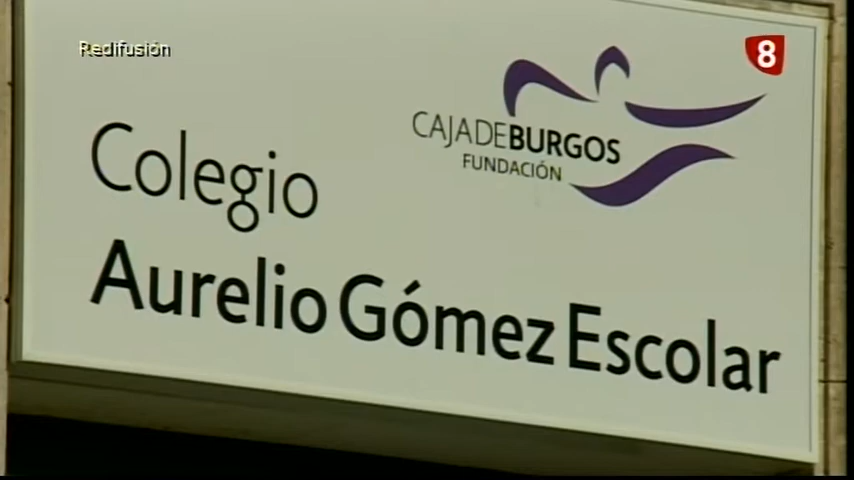 Redifusión
8
CAJADEBURGOS
FUNDACIÓN
Colegio
Aurelio Gómez Escolar